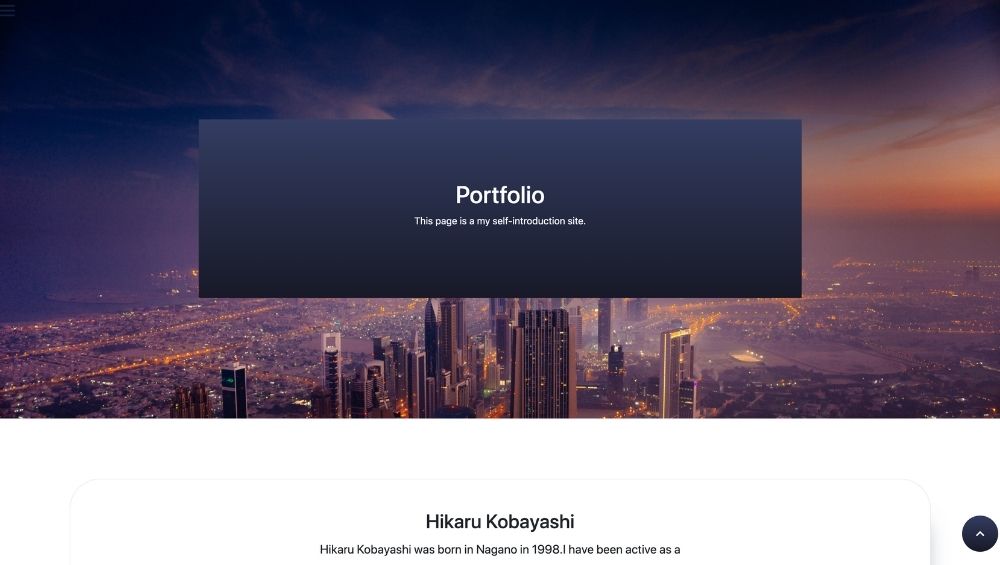 Portfolio
This page is a my self-introduction site.
Hikaru Kobayashi
Hikaru Kobayashi was born in Nagano in 1998.I have been active as a